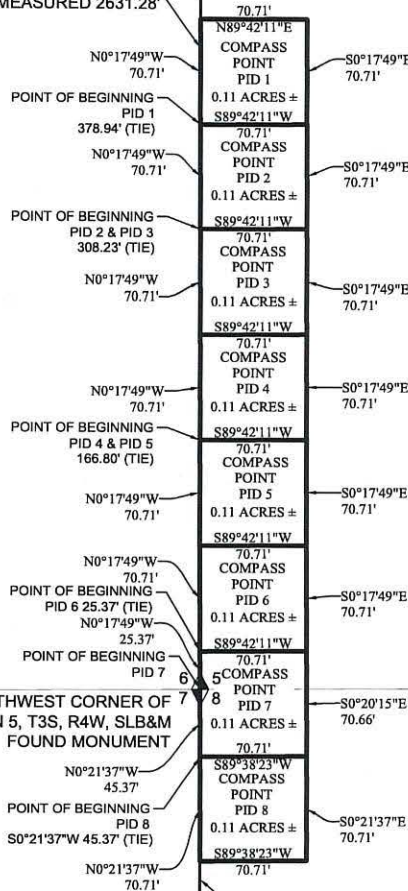 MEASURED 2631.28'
70.71'
N89°42'11"E
COMPASS
POINT
PID 1
0.11 ACRES ±
S89°42'11"W
N0°17'49"W
70.71'
S0°17'49"E
70.71'
POINT OF BEGINNING
PID 1
378.94' (TIE)
70.71'
COMPASS
POINT
PID 2
0.11 ACRES ±
S89°42'11"W
N0°17'49"W
70.71'
S0°17'49"E
70.71'
POINT OF BEGINNING
PID 2 & PID 3
308.23' (TIE)
70.71'
COMPASS
POINT
PID 3
0.11 ACRES ±
S89°42'11"W
N0°17'49"W
70.71'
S0°17'49"E
70.71'
70.71'
COMPASS
POINT
PID 4
0.11 ACRES ±
S89°42'11"W
N0°17'49"W
70.71'
S0°17'49"E
70.71'
POINT OF BEGINNING
PID 4 & PID 5
166.80' (TIE)
70.71'
COMPASS
POINT
PID 5
0.11 ACRES ±
S89°42'11"W
N0°17'49"W
70.71'
S0°17'49"E
70.71'
70.71'
COMPASS
POINT
PID 6
0.11 ACRES ±
S89°42'11"W
N0°17'49"W
70.71'
S0°17'49"E
70.71'
POINT OF BEGINNING
PID 6 25.37' (TIE)
N0°17'49"W
25.37'
POINT OF BEGINNING
PID 7
70.71'
COMPASS
POINT
PID 7
0.11 ACRES ±
70.71'
6 5
7 8
S0°20'15"E
70.66'
THWEST CORNER OF
N 5, T3S, R4W, SLB&M
FOUND MONUMENT
N0°21'37"W
45.37'
POINT OF BEGINNING
PID 8
S0°21'37"W 45.37' (TIE)
S89°38'23"W
COMPASS
POINT
PID 8
0.11 ACRES ±
S89°38'23"W
70.71'
S0°21'37"E
70.71'
N0°21'37"W
70.71'